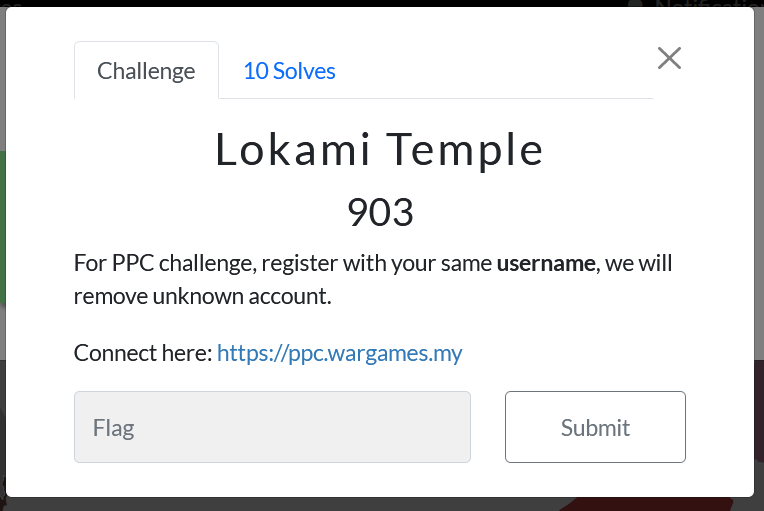 Challenge
10 Solves
Lokami Temple
903
For PPC challenge, register with your same username, we will
remove unknown account.
Connect here: https://ppc.wargames.my
Flag
Submit